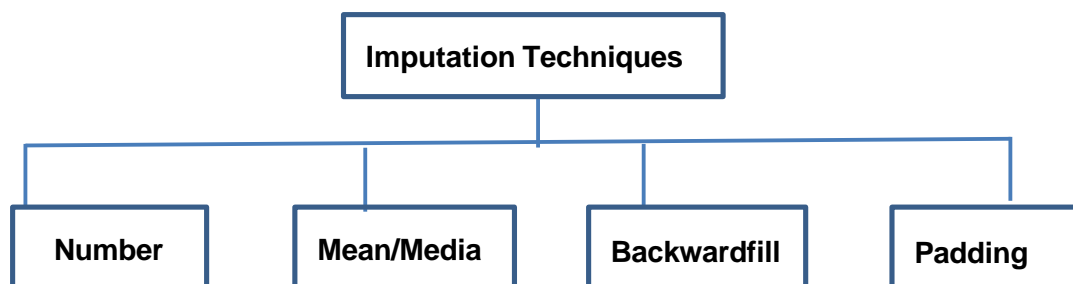 Imputation Techniques
Number
Mean/Media
Backwardfill
Padding